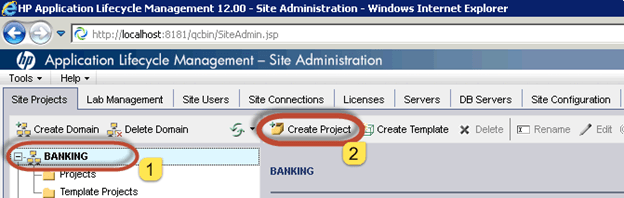 HP Application Lifecycle Management 12.00 - Site Administration - Windows Internet Explorer
http://localhost:8181/qcbin/SiteAdmin.jsp
hp Application Lifecycle Management – Site Administration
Tools Help
Site Projects Lab Management Site Users Site Connections Licenses Servers DB Servers Site Configuration
Create Domain Delete Domain Create Project Create Template Delete Rename Edit
BANKING
1
2
Projects
BANKING
Template Projects